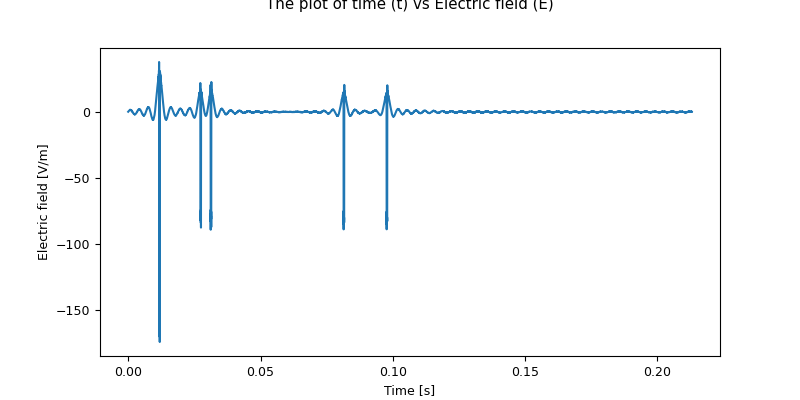 The plot of time (t) vs Electric field (E)
Electric field [V/m]
0
−50
−100
−150
0.00 0.05 0.10 0.15 0.20
Time [s]